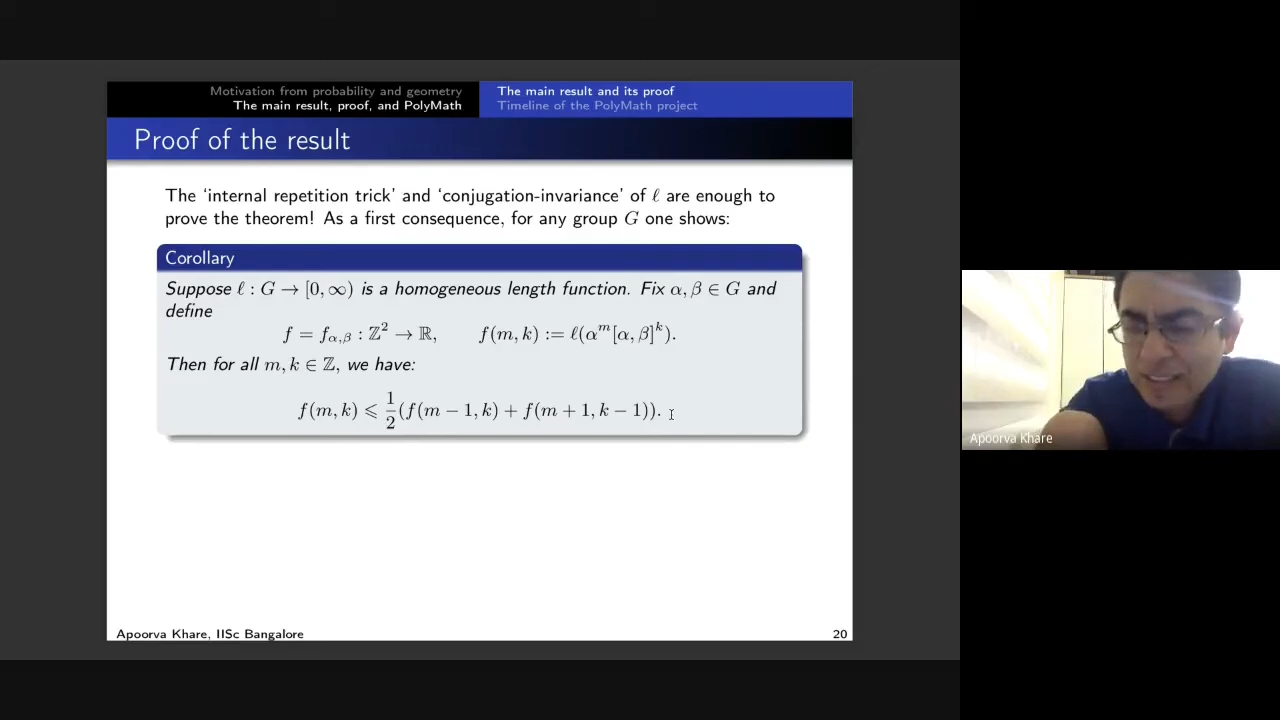 Motivation from probability and geometry
The main result, proof, and PolyMath
The main result and its proof
Timeline of the PolyMath project
Proof of the result
The ‘internal repetition trick’ and ‘conjugation-invariance’ of ℓ are enough to
prove the theorem! As a first consequence, for any group G one shows:
Corollary
Suppose ℓ : G → [0, ∞) is a homogeneous length function. Fix α, β ∈ G and
define
f = f_{α,β} : ℤ² → ℝ, f(m, k) := ℓ(α^m[α, β]^k).
Then for all m, k ∈ ℤ, we have:
f(m, k) ⩽ 1/2 (f(m − 1, k) + f(m + 1, k − 1)).
Apoorva Khare, IISc Bangalore
20
Apoorva Khare